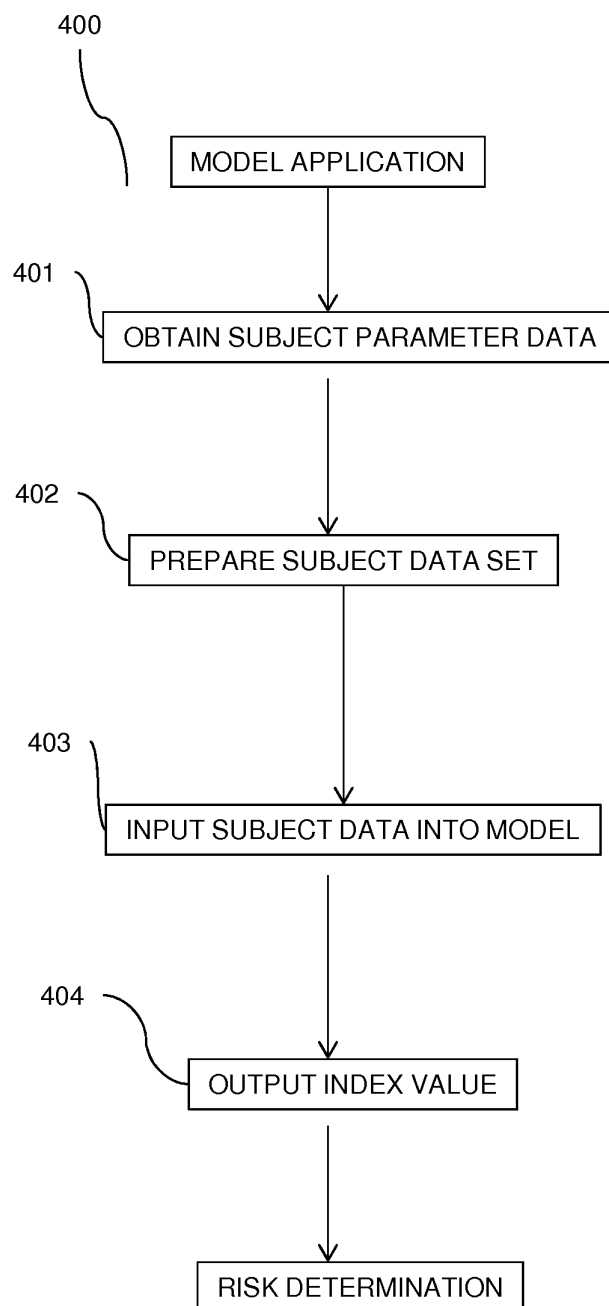 400
MODEL APPLICATION
401
OBTAIN SUBJECT PARAMETER DATA
402
PREPARE SUBJECT DATA SET
403
INPUT SUBJECT DATA INTO MODEL
404
OUTPUT INDEX VALUE
RISK DETERMINATION